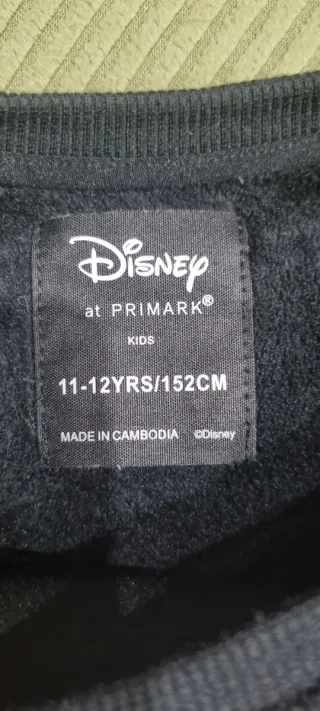 Disney
at PRIMARK®
KIDS
11-12YRS/152CM
MADE IN CAMBODIA ©Disney